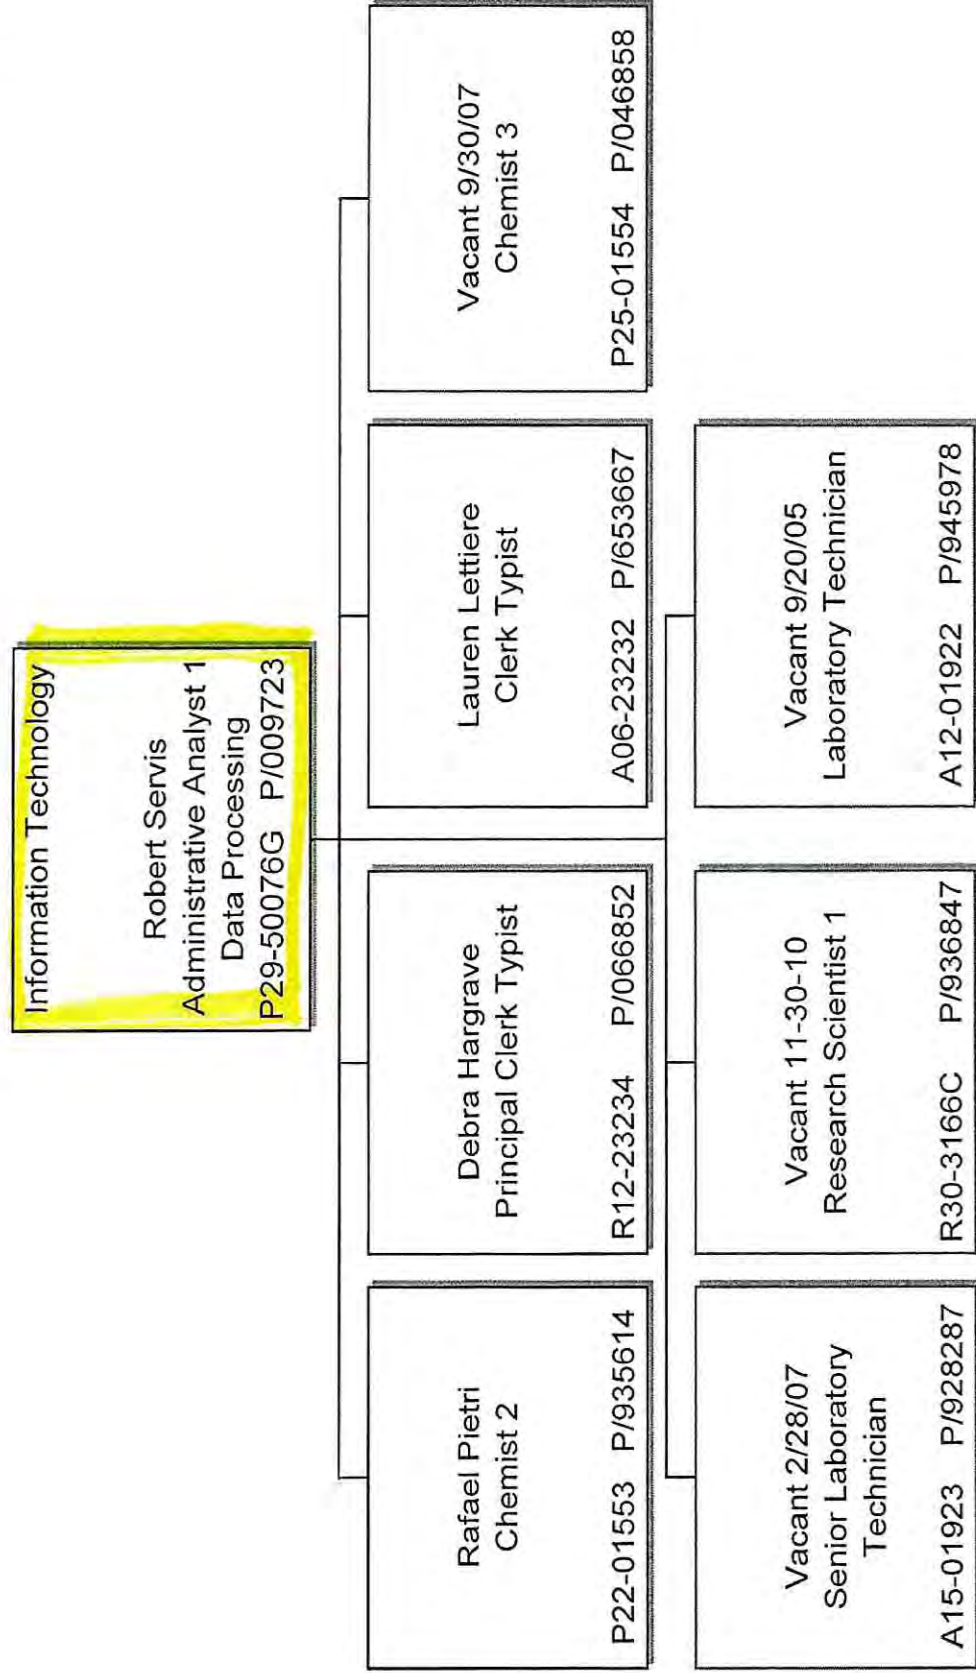 Information Technology
Robert Servis
Administrative Analyst 1
Data Processing
P29-50076G P/009723
Rafael Pietri
Chemist 2
P22-01553 P/935614
Debra Hargrave
Principal Clerk Typist
R12-23234 P/066852
Lauren Lettiere
Clerk Typist
A06-23232 P/653667
Vacant 9/30/07
Chemist 3
P25-01554 P/046858
Vacant 2/28/07
Senior Laboratory
Technician
A15-01923 P/928287
Vacant 11-30-10
Research Scientist 1
R30-3166C P/936847
Vacant 9/20/05
Laboratory Technician
A12-01922 P/945978